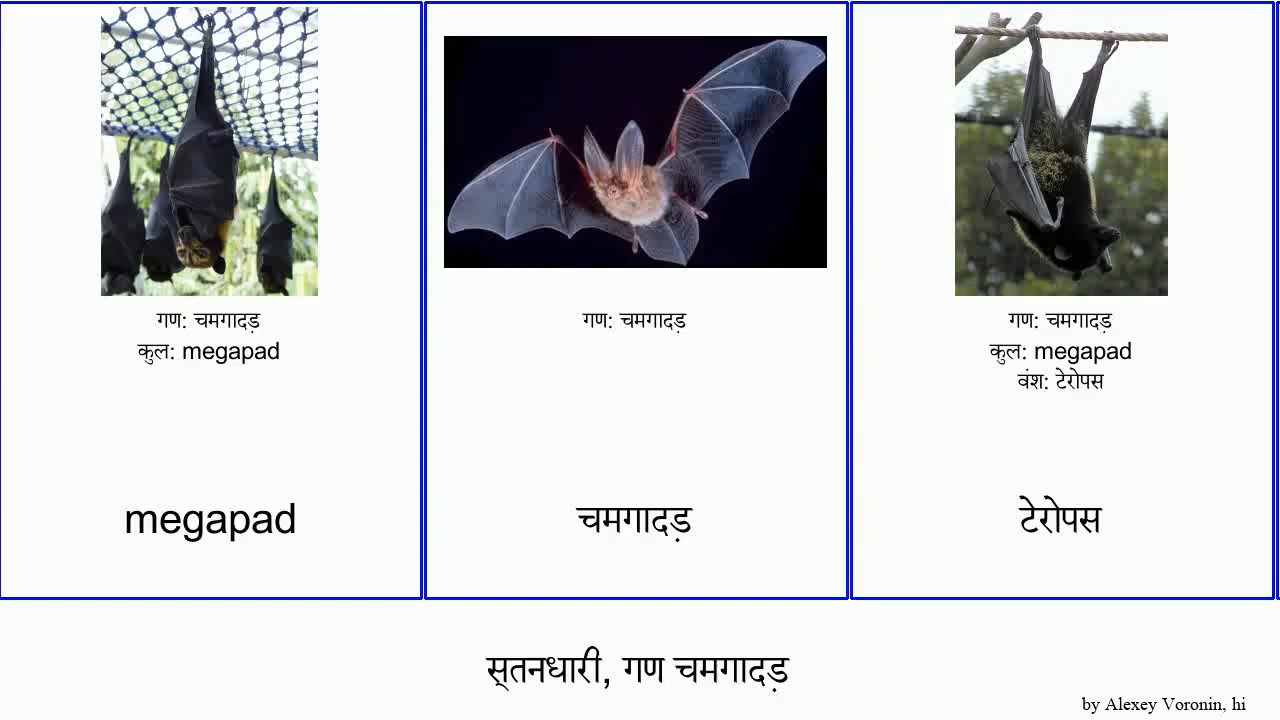 गण: चमगादड़
कुल: megapad
megapad
गण: चमगादड़
चमगादड़
गण: चमगादड़
कुल: megapad
वंश: टेरोपस
टेरोपस
स्तनधारी, गण चमगादड़
by Alexey Voronin, hi